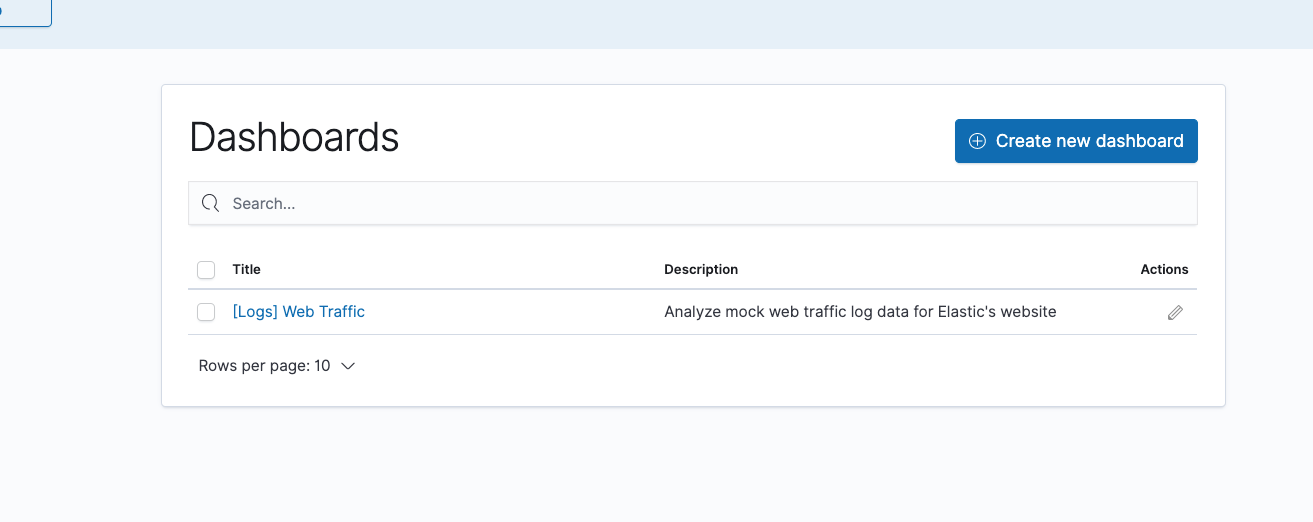 Dashboards
Create new dashboard
Search...
Title Description Actions
[Logs] Web Traffic Analyze mock web traffic log data for Elastic's website
Rows per page: 10